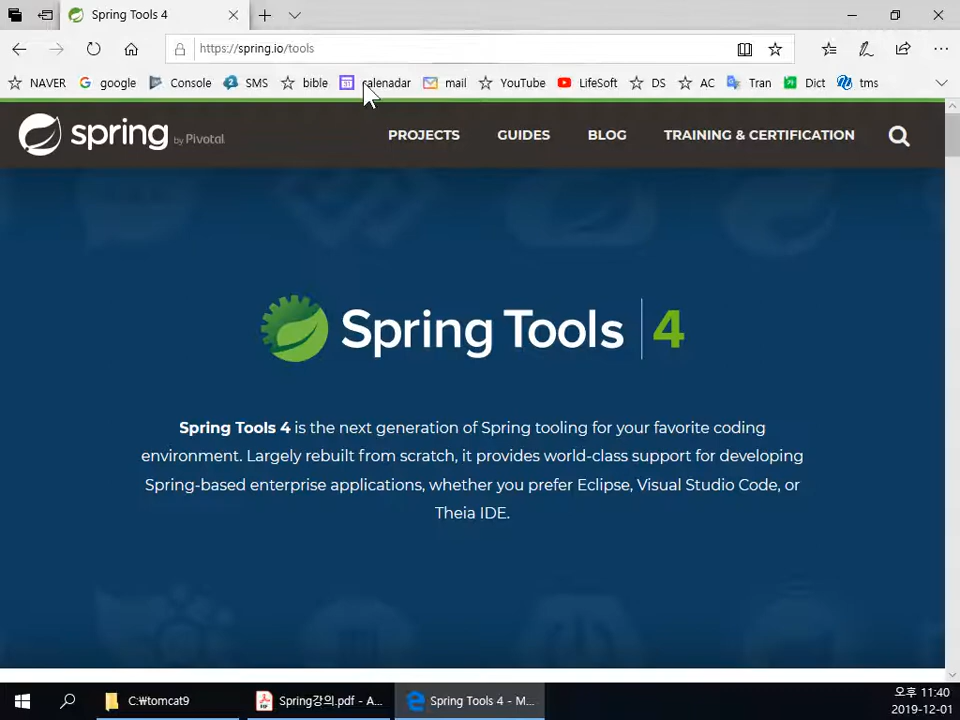 Spring Tools 4
https://spring.io/tools
NAVER google Console SMS bible calenadar mail YouTube LifeSoft DS AC Tran Dict tms
spring by Pivotal PROJECTS GUIDES BLOG TRAINING & CERTIFICATION
Spring Tools 4
Spring Tools 4 is the next generation of Spring tooling for your favorite coding
environment. Largely rebuilt from scratch, it provides world-class support for developing
Spring-based enterprise applications, whether you prefer Eclipse, Visual Studio Code, or
Theia IDE.
C:₩tomcat9 Spring강의.pdf - A... Spring Tools 4 - M...
오후 11:40
2019-12-01